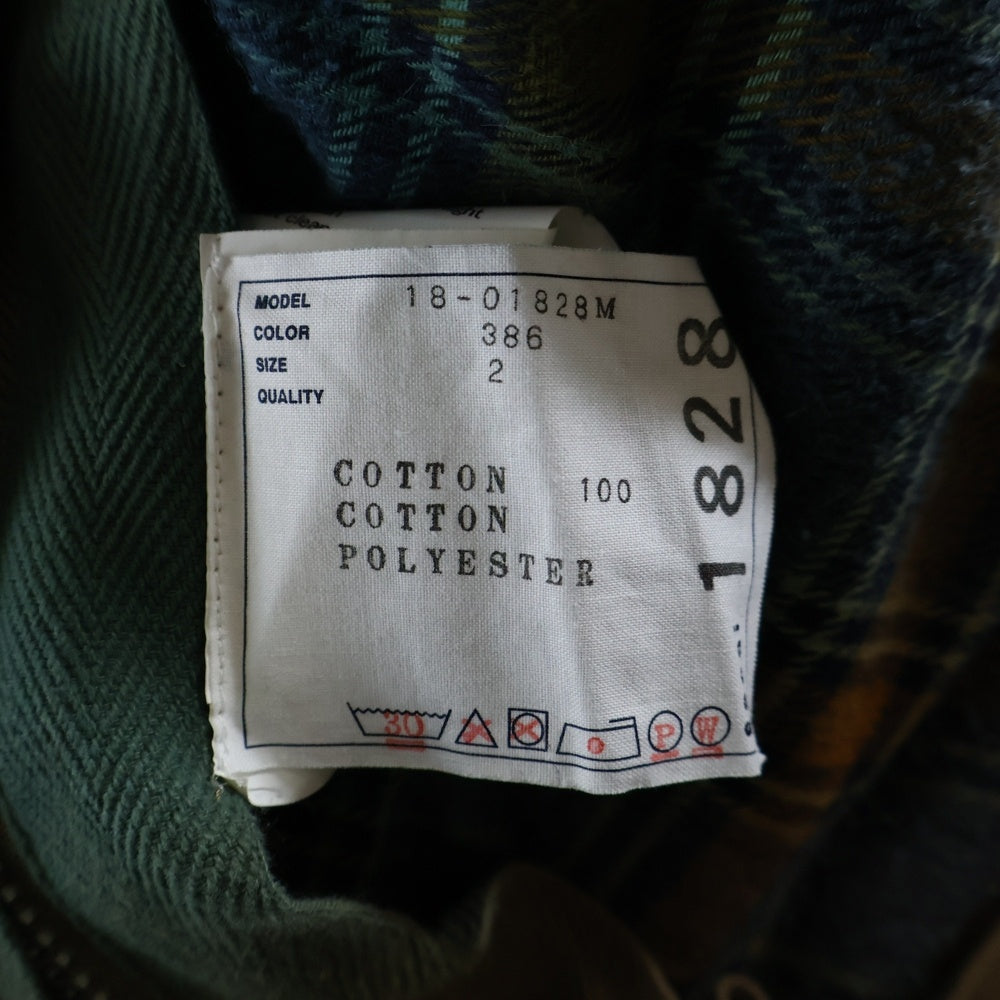 MODEL 18-01828M
COLOR 386
SIZE 2
QUALITY
COTTON 100
COTTON
POLYESTER
30
P
W
1828